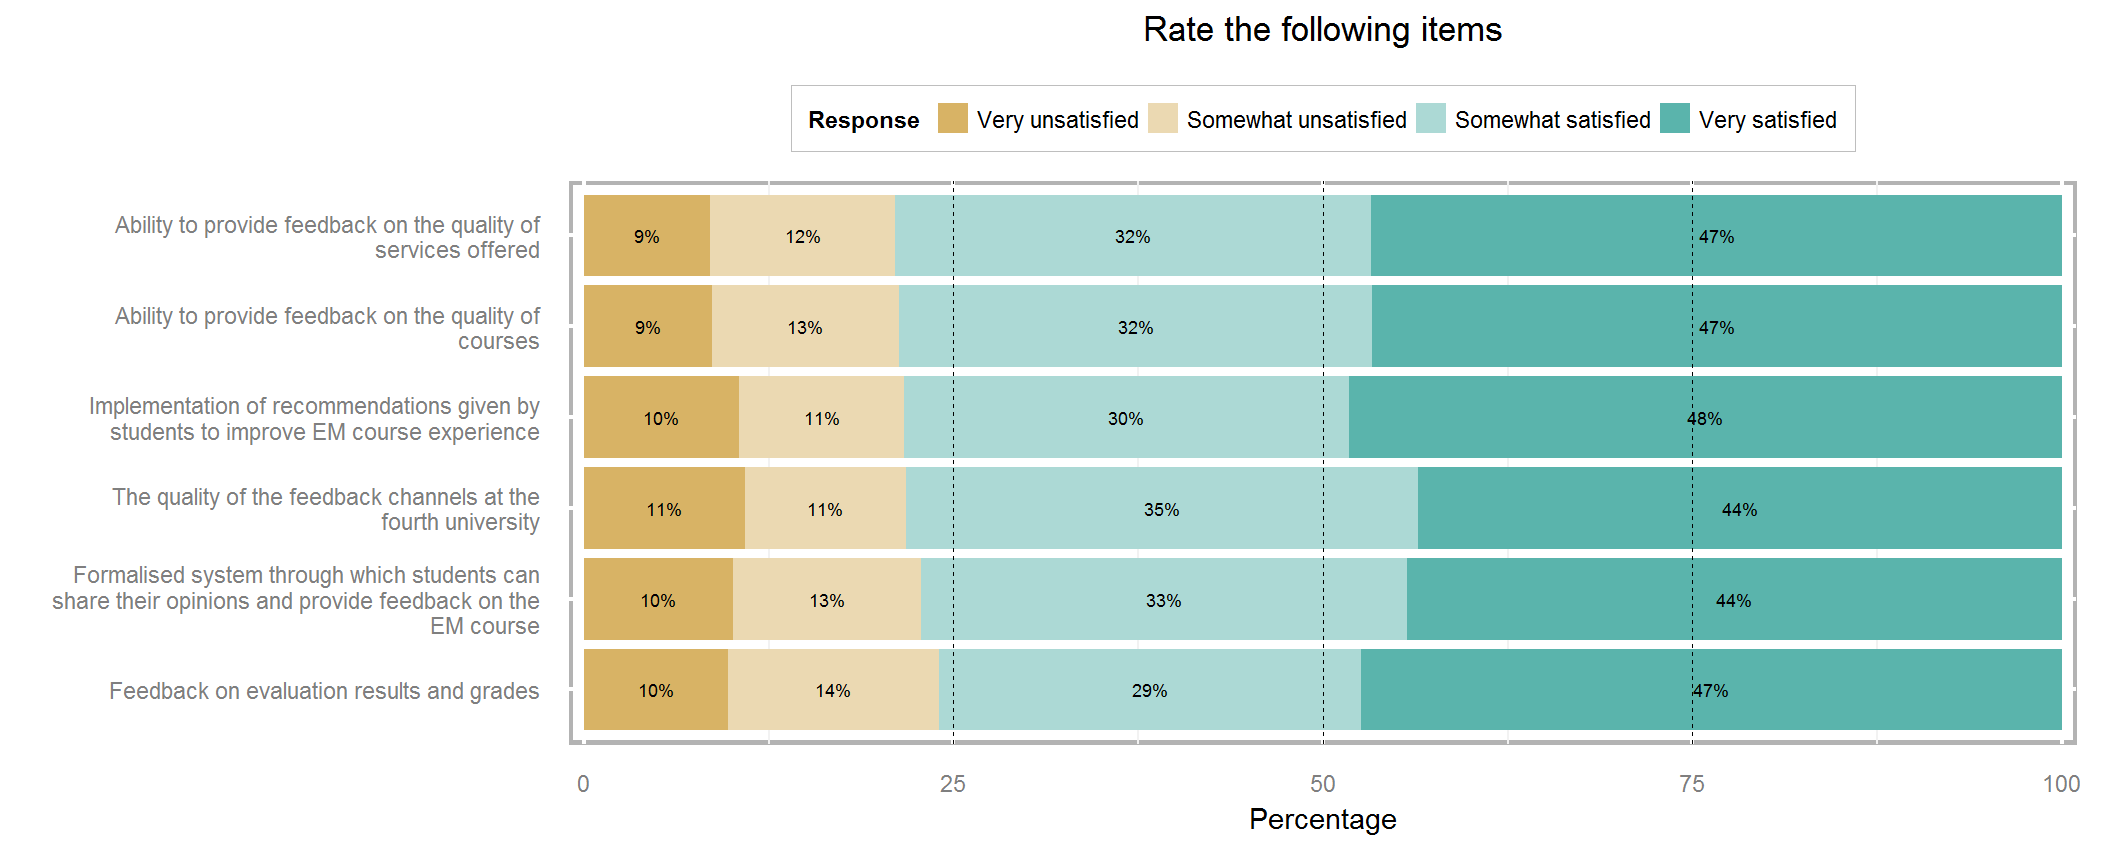 Rate the following items
Response Very unsatisfied Somewhat unsatisfied Somewhat satisfied Very satisfied
Ability to provide feedback on the quality of
services offered
9% 12% 32% 47%
Ability to provide feedback on the quality of
courses
9% 13% 32% 47%
Implementation of recommendations given by
students to improve EM course experience
10% 11% 30% 48%
The quality of the feedback channels at the
fourth university
11% 11% 35% 44%
Formalised system through which students can
share their opinions and provide feedback on the
EM course
10% 13% 33% 44%
Feedback on evaluation results and grades
10% 14% 29% 47%
0 25 50 75 100
Percentage